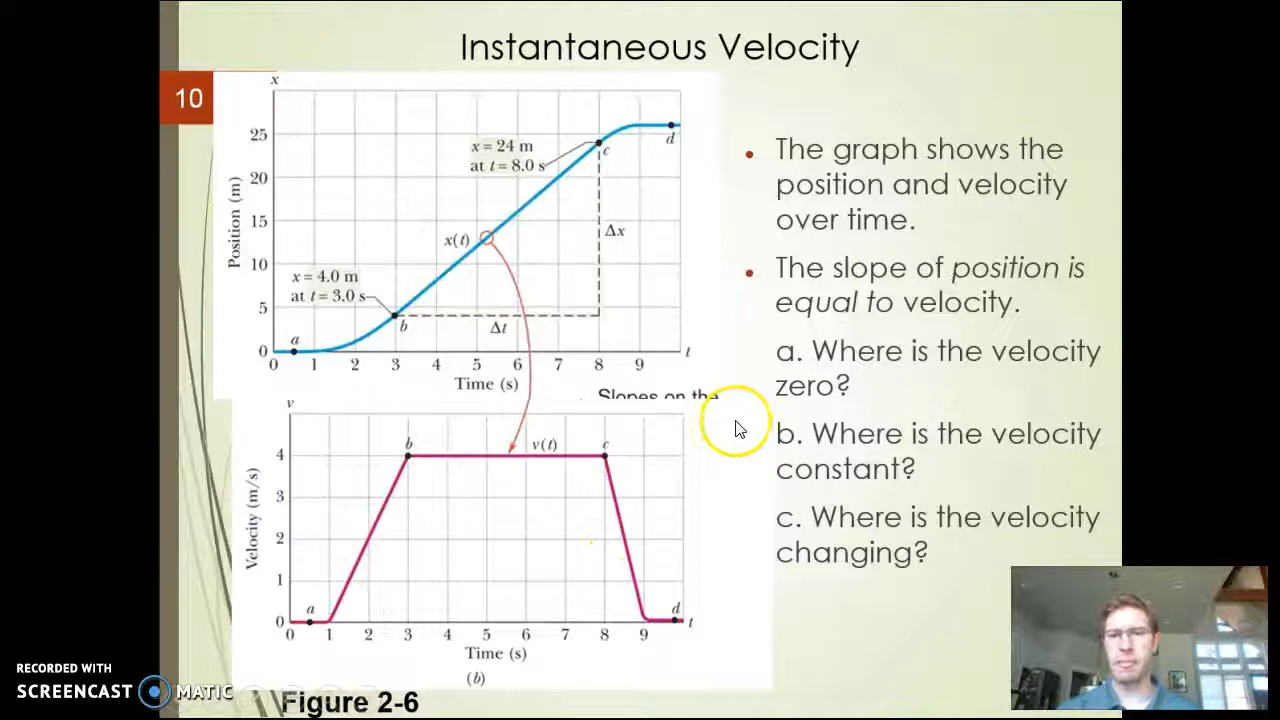 Instantaneous Velocity
10
x
25
20
15
10
5
0
Position (m)
x = 24 m
at t = 8.0 s
x(t)
x = 4.0 m
at t = 3.0 s
a
b
c
d
Δx
Δt
0 1 2 3 4 5 6 7 8 9
t
Time (s)
Slopes on the
v
4
3
2
1
0
Velocity (m/s)
a
b
v(t)
c
d
0 1 2 3 4 5 6 7 8 9
t
Time (s)
(b)
Figure 2-6
• The graph shows the
position and velocity
over time.
• The slope of position is
equal to velocity.
a. Where is the velocity
zero?
b. Where is the velocity
constant?
c. Where is the velocity
changing?
RECORDED WITH
SCREENCAST MATIC